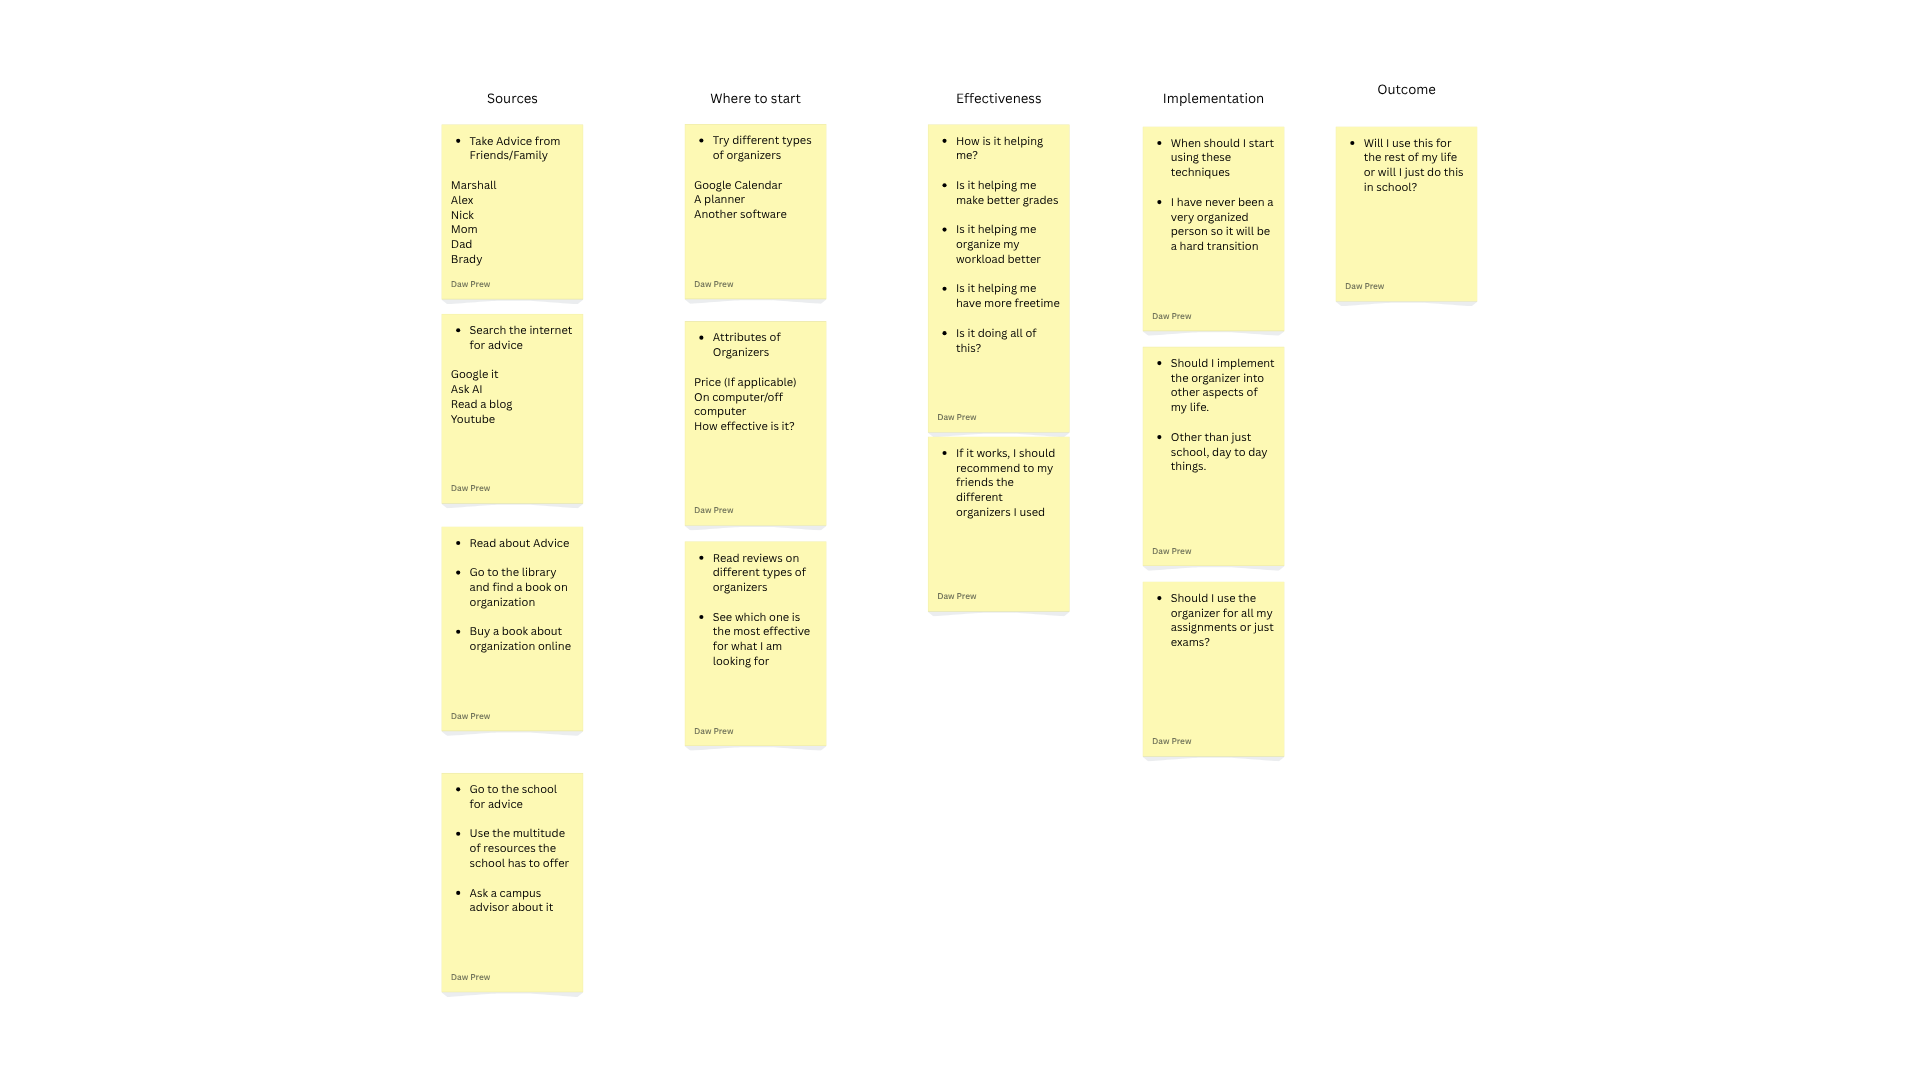 Sources
• Take Advice from
Friends/Family
Marshall
Alex
Nick
Mom
Dad
Brady
Daw Prew
• Search the internet
for advice
Google it
Ask AI
Read a blog
Youtube
Daw Prew
• Read about Advice
• Go to the library
and find a book on
organization
• Buy a book about
organization online
Daw Prew
• Go to the school
for advice
• Use the multitude
of resources the
school has to offer
• Ask a campus
advisor about it
Daw Prew
Where to start
• Try different types
of organizers
Google Calendar
A planner
Another software
Daw Prew
• Attributes of
Organizers
Price (If applicable)
On computer/off
computer
How effective is it?
Daw Prew
• Read reviews on
different types of
organizers
• See which one is
the most effective
for what I am
looking for
Daw Prew
Effectiveness
• How is it helping
me?
• Is it helping me
make better grades
• Is it helping me
organize my
workload better
• Is it helping me
have more freetime
• Is it doing all of
this?
Daw Prew
• If it works, I should
recommend to my
friends the
different
organizers I used
Daw Prew
Implementation
• When should I start
using these
techniques
• I have never been a
very organized
person so it will be
a hard transition
Daw Prew
• Should I implement
the organizer into
other aspects of
my life.
• Other than just
school, day to day
things.
Daw Prew
• Should I use the
organizer for all my
assignments or just
exams?
Daw Prew
Outcome
• Will I use this for
the rest of my life
or will I just do this
in school?
Daw Prew